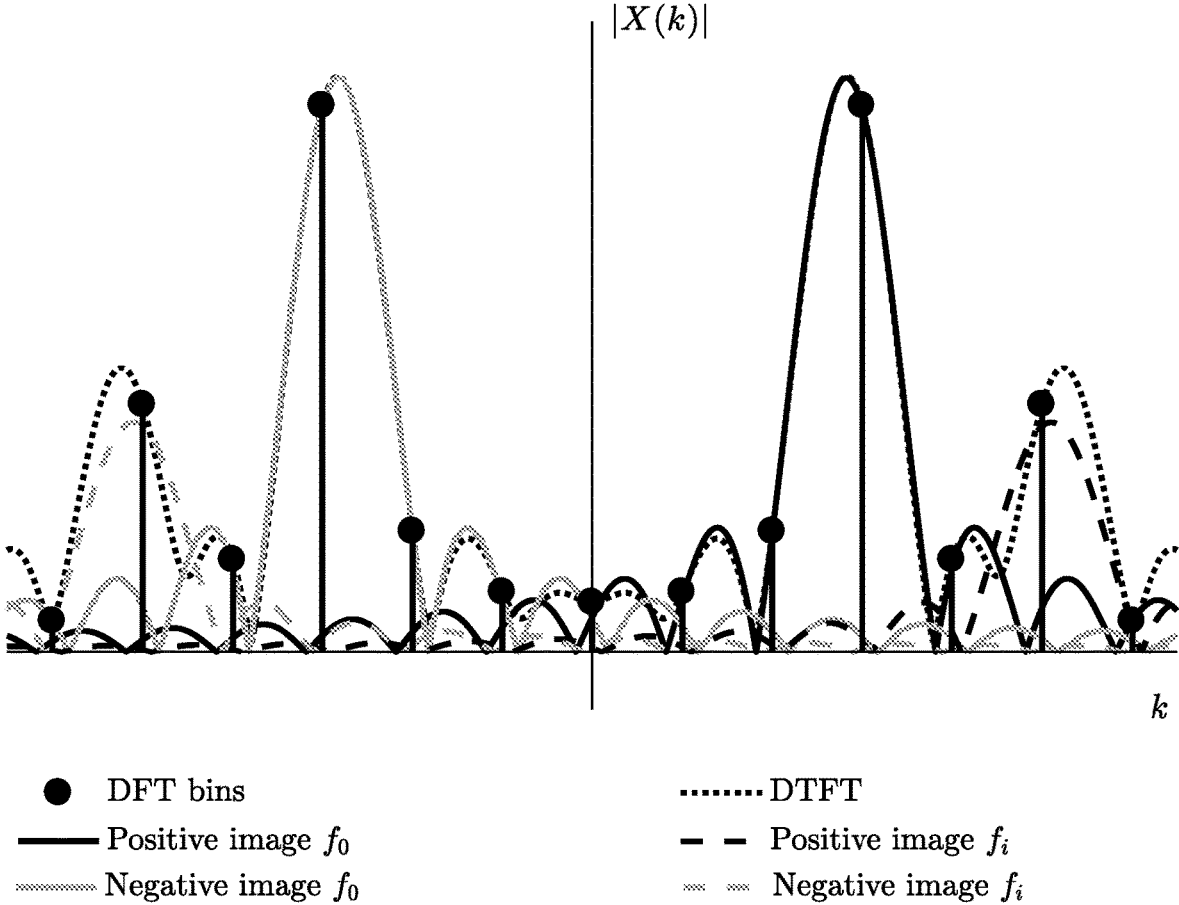 |X(k)|
k
DFT bins
DTFT
Positive image f₀
Positive image fᵢ
Negative image f₀
Negative image fᵢ